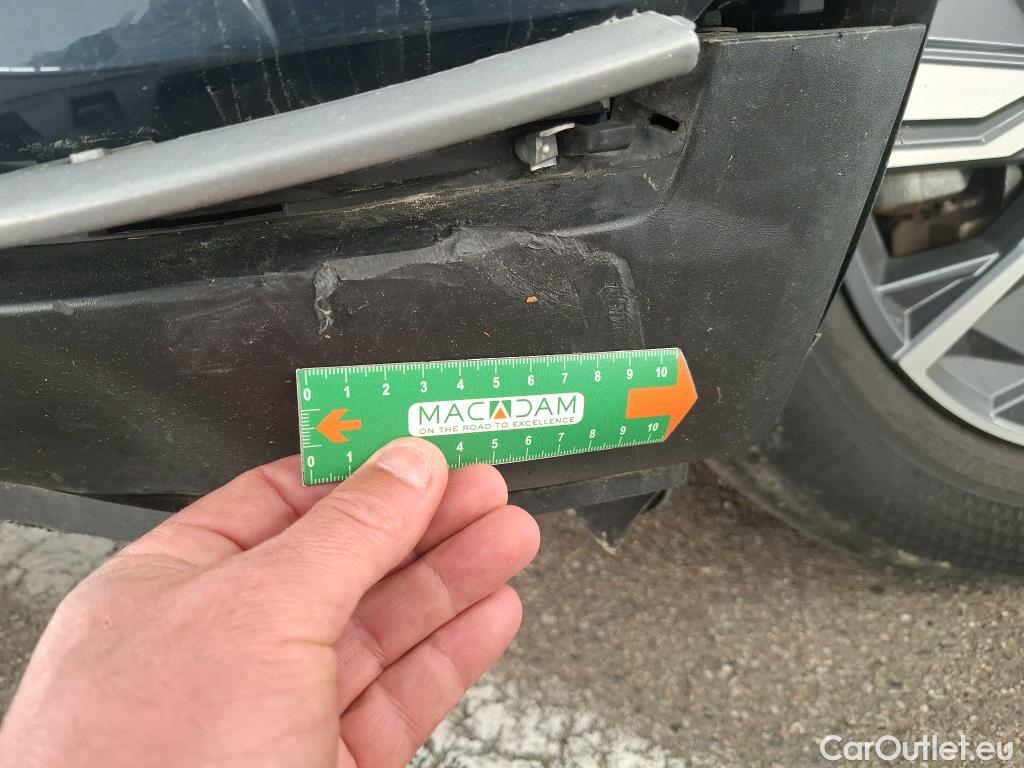 0 1 2 3 4 5 6 7 8 9 10
MACADAM
ON THE ROAD TO EXCELLENCE
0 1 4 5 6 7 8 9 10
CarOutlet.eu